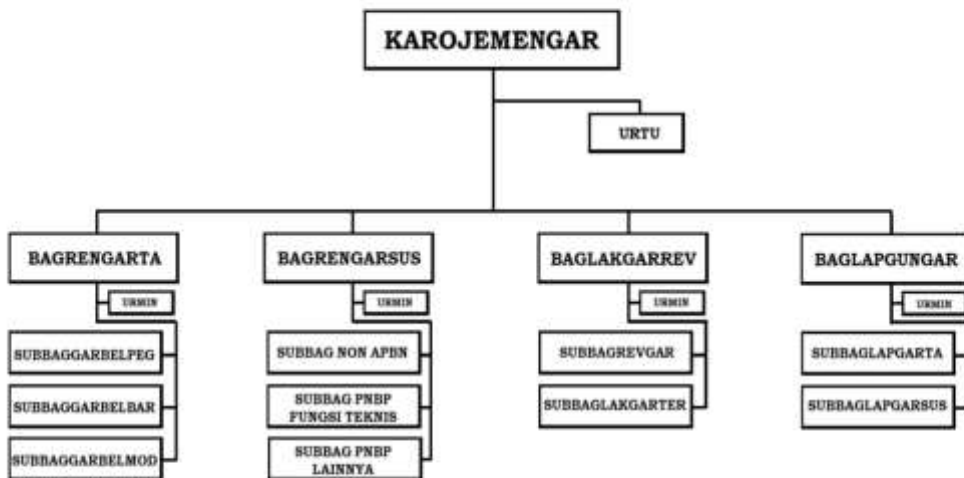 KAROJEMENGAR
URTU
BAGRENGARTA
BAGRENGARSUS
BAGLAKGARREV
BAGLAPGUNGAR
URMIN
URMIN
URMIN
URMIN
SUBBAGGARBELPEG
SUBBAG NON APBN
SUBBAGREVGAR
SUBBAGLAPGARTA
SUBBAGGARBELBAR
SUBBAG PNBP
FUNGSI TEKNIS
SUBBAGLAKGARTER
SUBBAGLAPGARSUS
SUBBAGGARBELMOD
SUBBAG PNBP
LAINNYA